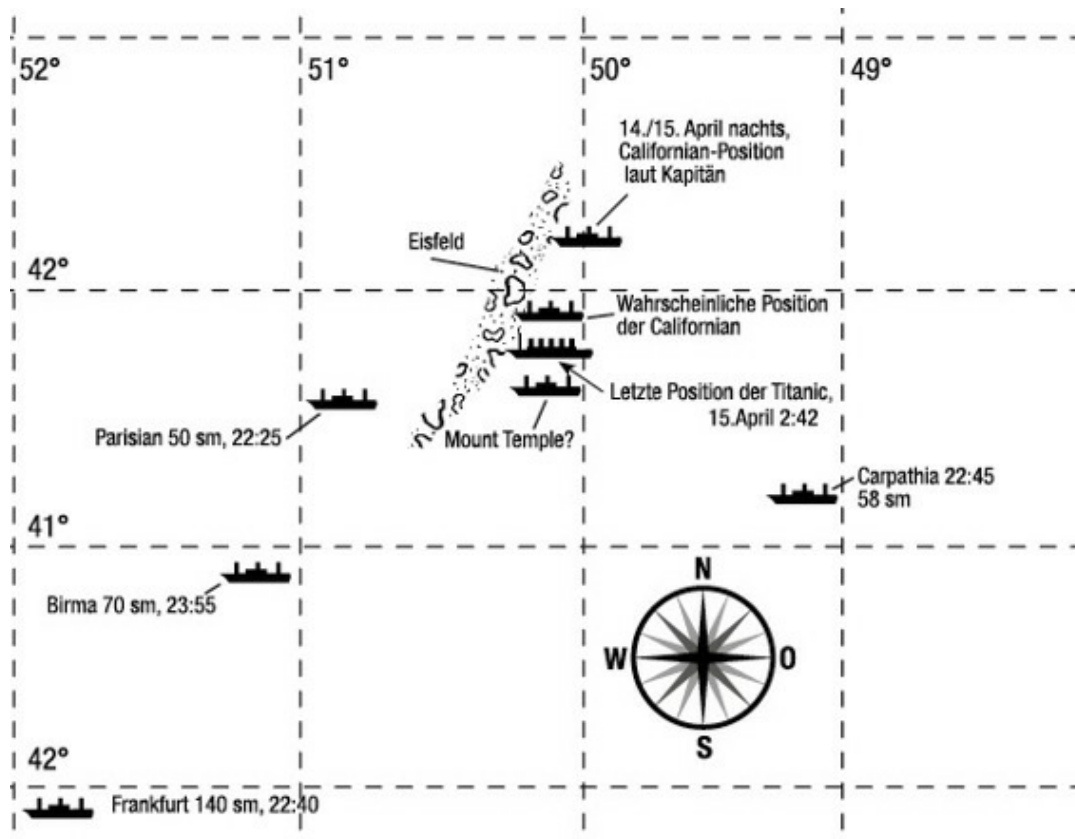 52°
51°
50°
49°
14./15. April nachts,
Californian-Position
laut Kapitän
Eisfeld
42°
Wahrscheinliche Position
der Californian
Letzte Position der Titanic,
15.April 2:42
Mount Temple?
Parisian 50 sm, 22:25
Carpathia 22:45
58 sm
41°
Birma 70 sm, 23:55
N
W
O
S
42°
Frankfurt 140 sm, 22:40